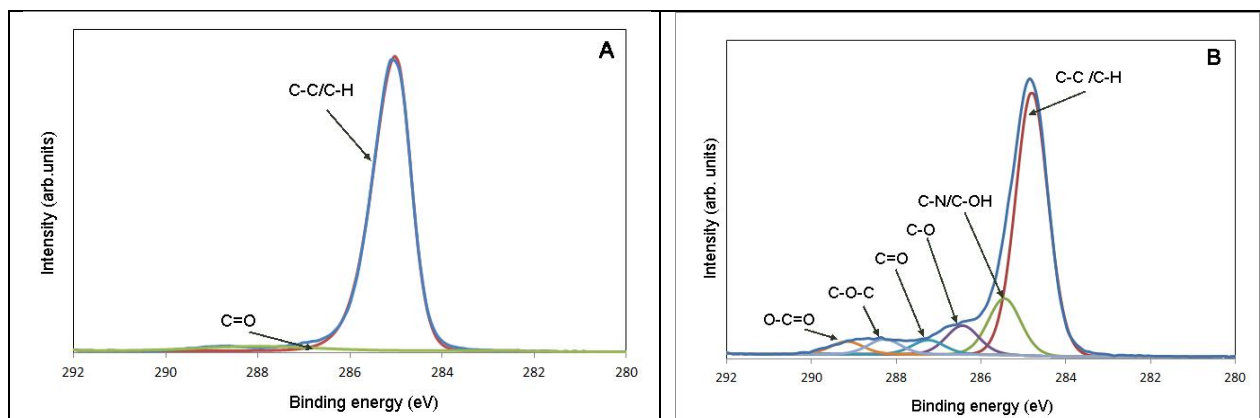 A
C-C/C-H
C=O
Intensity (arb.units)
292 290 288 286 284 282 280
Binding energy (eV)
B
C-C /C-H
C-N/C-OH
C-O
C=O
C-O-C
O-C=O
Intensity (arb. units)
292 290 288 286 284 282 280
Binding energy (eV)